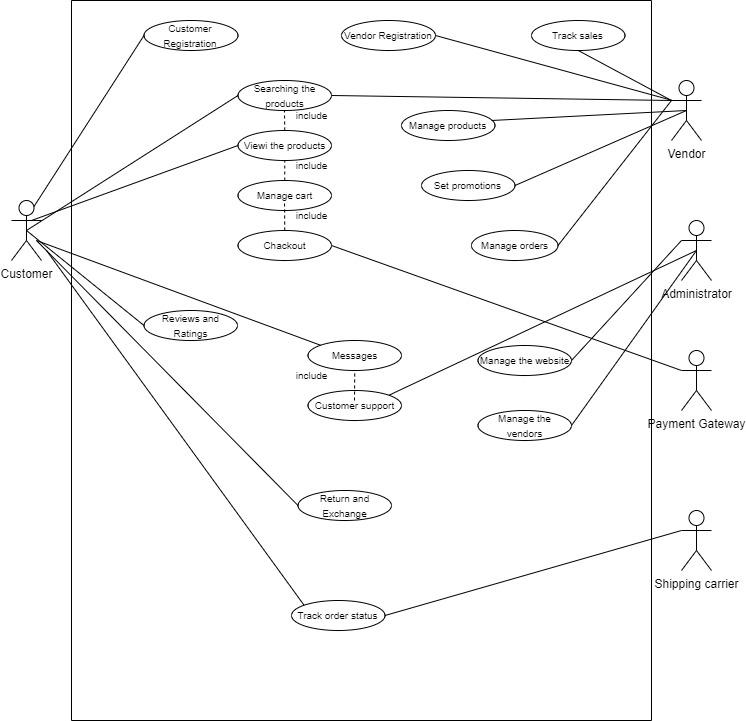 Customer
Registration
Vendor Registration
Track sales
Searching the
products
include
Manage products
Vendor
Viewi the products
include
Set promotions
Manage cart
include
Customer
Chackout
Manage orders
Administrator
Reviews and
Ratings
Messages
Manage the website
include
Customer support
Manage the
vendors
Payment Gateway
Return and
Exchange
Shipping carrier
Track order status